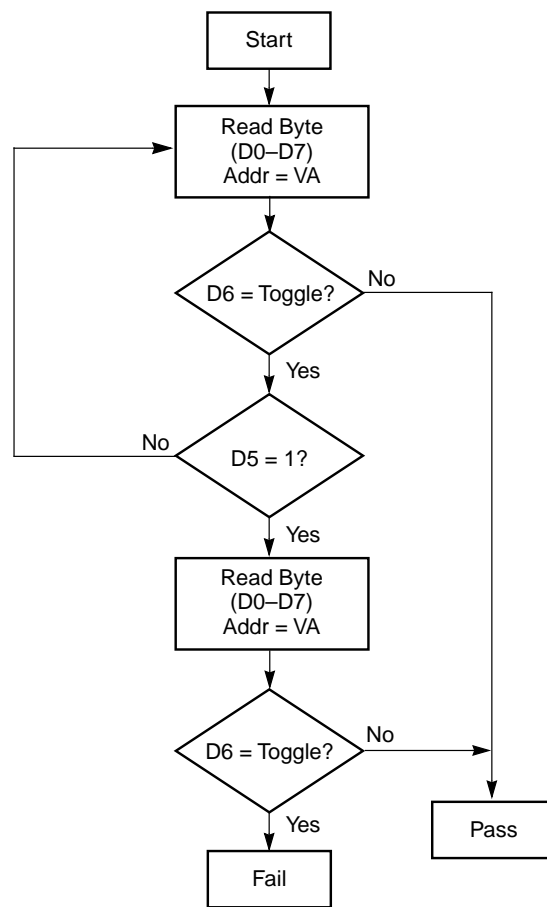 Start
Read Byte
(D0–D7)
Addr = VA
D6 = Toggle?
No
Yes
No
D5 = 1?
Yes
Read Byte
(D0–D7)
Addr = VA
D6 = Toggle?
No
Yes
Pass
Fail